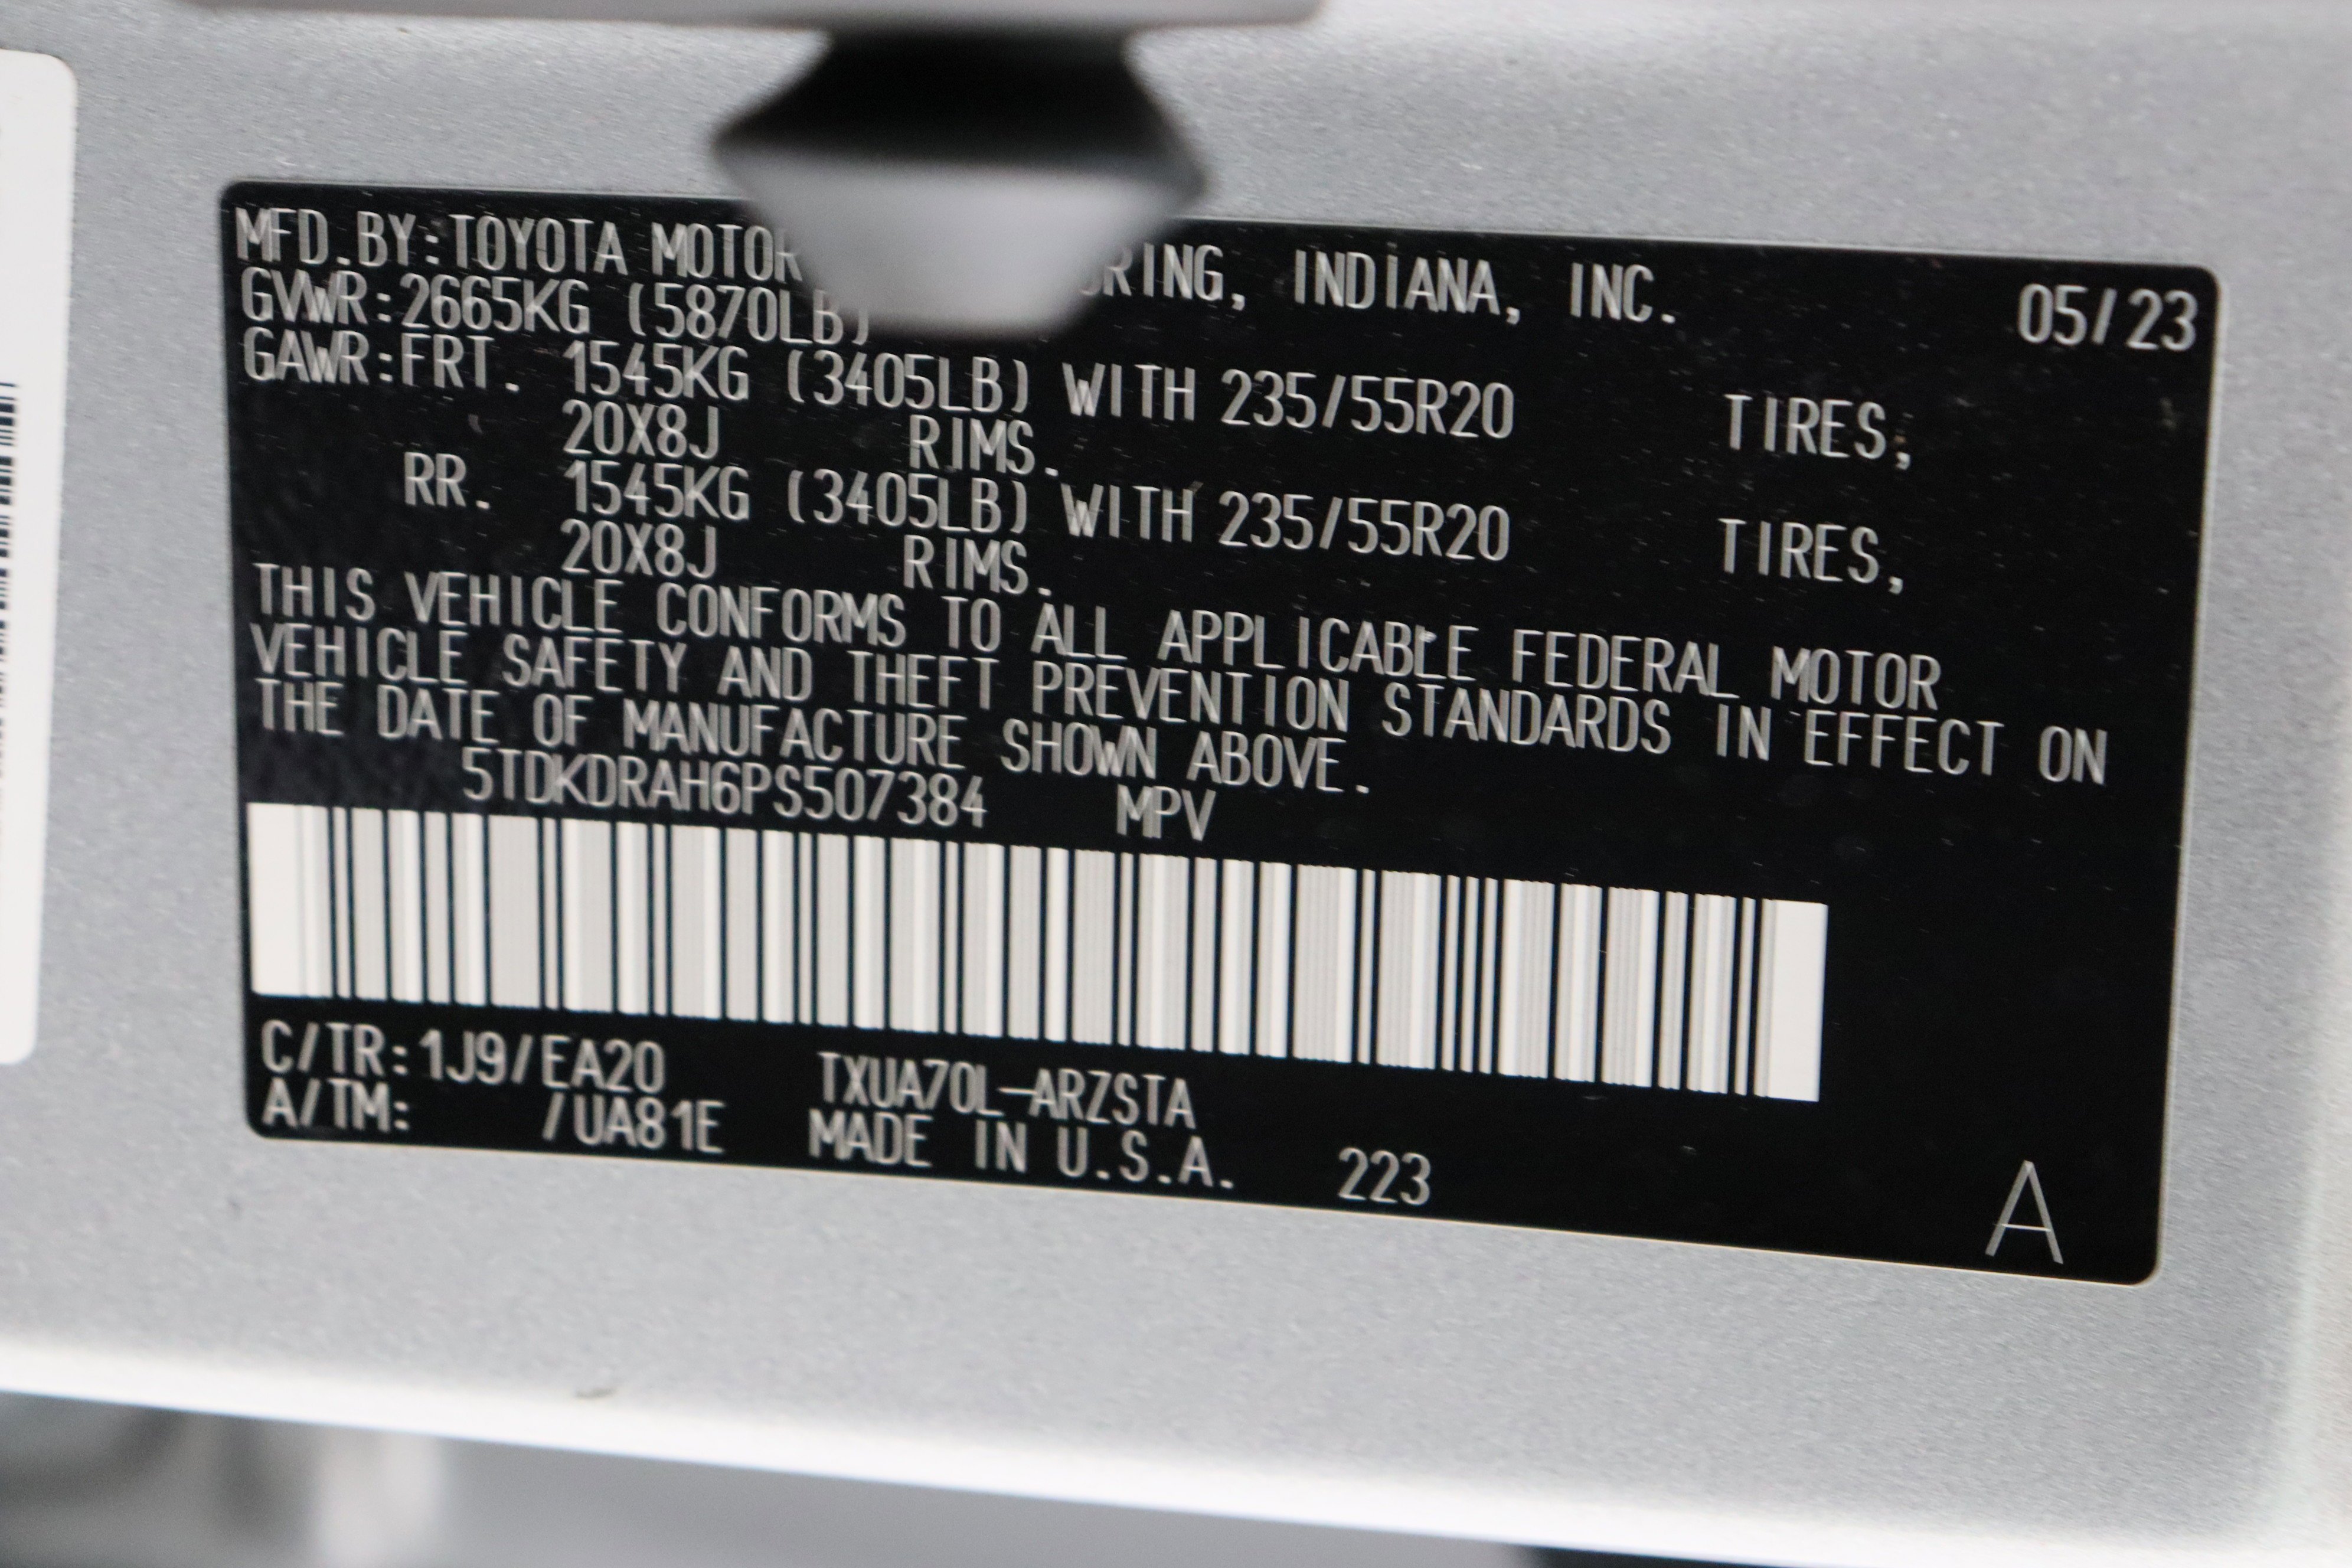 MFD.BY:TOYOTA MOTOR RING, INDIANA, INC. 05/23
GVWR:2665KG (5870LB)
GAWR:FRT. 1545KG (3405LB) WITH 235/55R20 TIRES,
20X8J RIMS.
RR. 1545KG (3405LB) WITH 235/55R20 TIRES,
20X8J RIMS.
THIS VEHICLE CONFORMS TO ALL APPLICABLE FEDERAL MOTOR
VEHICLE SAFETY AND THEFT PREVENTION STANDARDS IN EFFECT ON
THE DATE OF MANUFACTURE SHOWN ABOVE.
5TDKDRAH6PS507384 MPV
C/TR:1J9/EA20 TXUA70L-ARZSTA
A/TM: /UA81E MADE IN U.S.A. 223
A